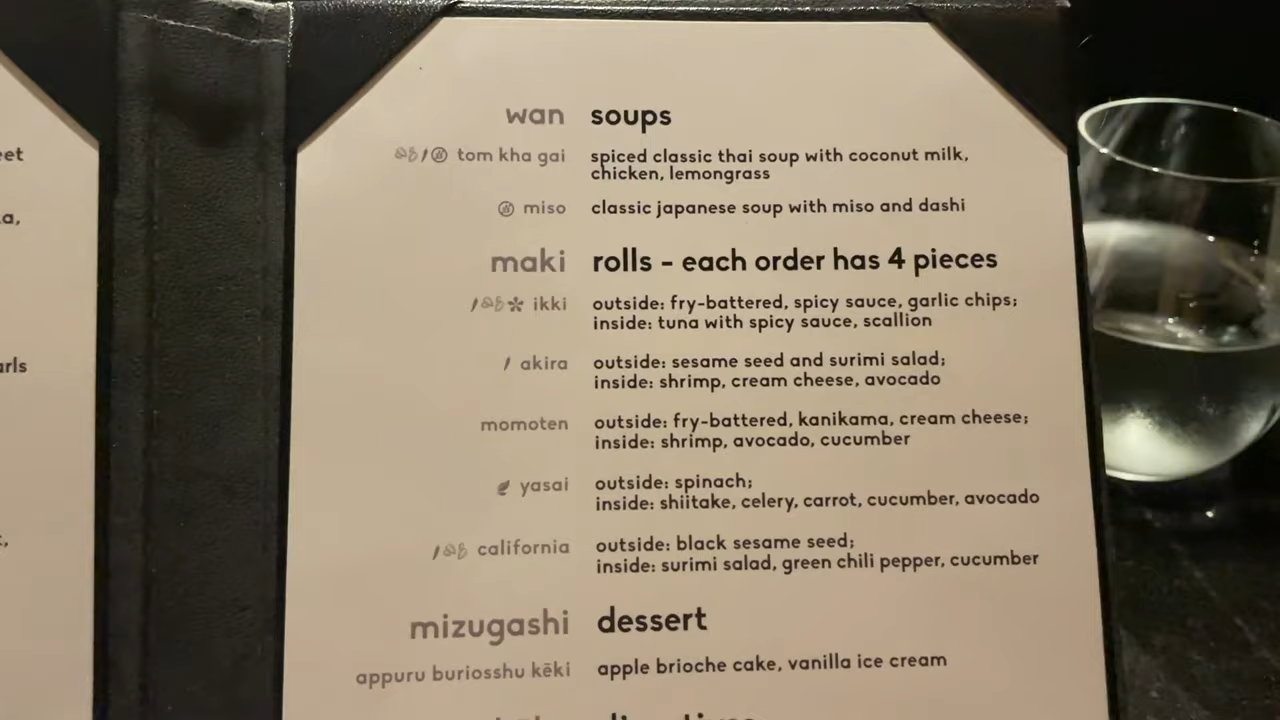 eet
a,
arls
wan soups
tom kha gai spiced classic thai soup with coconut milk,
chicken, lemongrass
miso classic japanese soup with miso and dashi
maki rolls - each order has 4 pieces
ikki outside: fry-battered, spicy sauce, garlic chips;
inside: tuna with spicy sauce, scallion
akira outside: sesame seed and surimi salad;
inside: shrimp, cream cheese, avocado
momoten outside: fry-battered, kanikama, cream cheese;
inside: shrimp, avocado, cucumber
yasai outside: spinach;
inside: shiitake, celery, carrot, cucumber, avocado
california outside: black sesame seed;
inside: surimi salad, green chili pepper, cucumber
mizugashi dessert
appuru buriosshu kēki apple brioche cake, vanilla ice cream